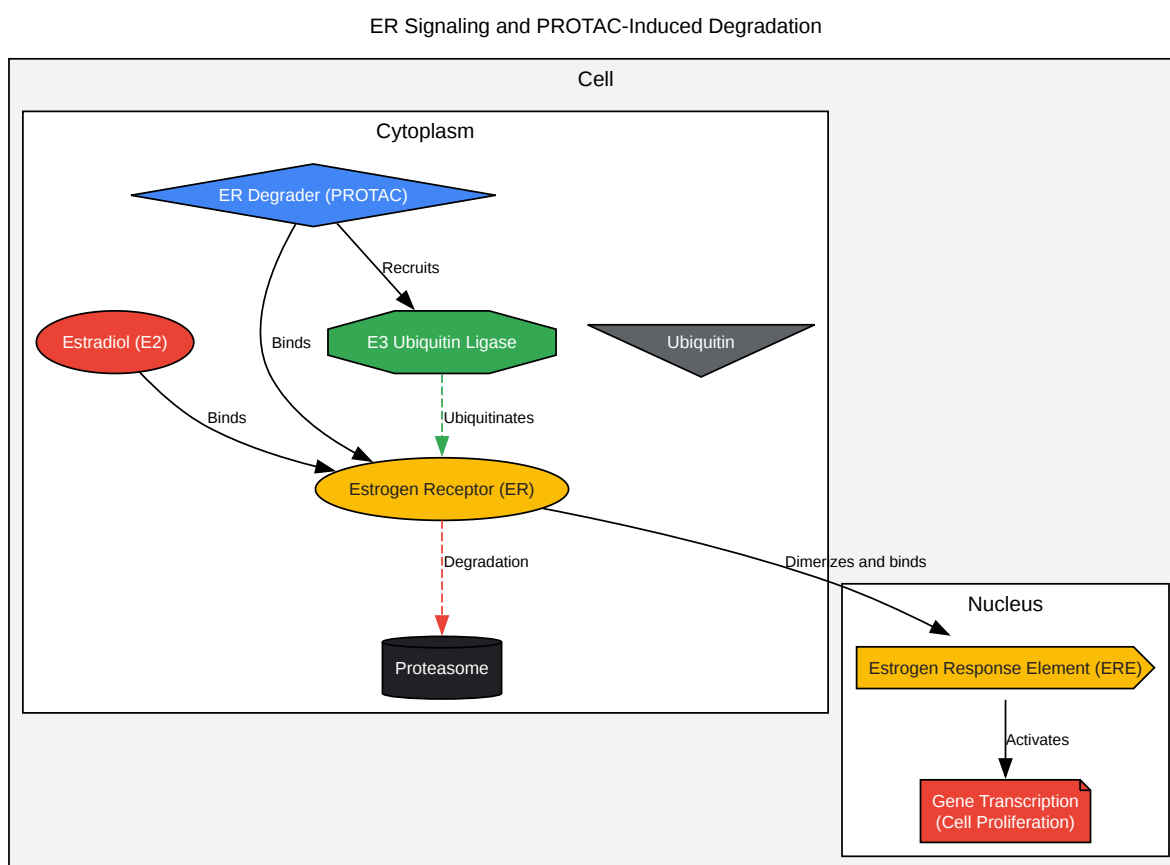 ER Signaling and PROTAC-Induced Degradation
Cell
Cytoplasm
ER Degrader (PROTAC)
Recruits
Estradiol (E2)
Binds
E3 Ubiquitin Ligase
Ubiquitin
Binds
Ubiquitinates
Estrogen Receptor (ER)
Degradation
Dimerizes and binds
Nucleus
Proteasome
Estrogen Response Element (ERE)
Activates
Gene Transcription
(Cell Proliferation)